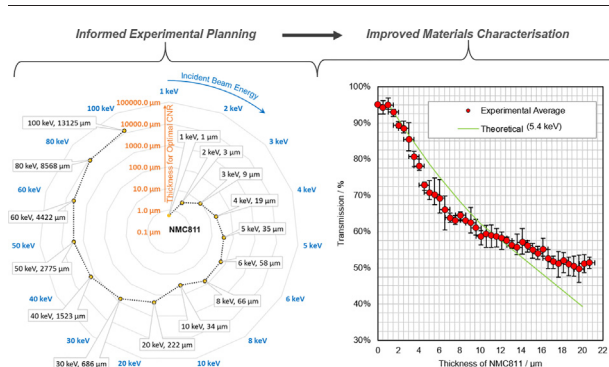 Informed Experimental Planning
Improved Materials Characterisation
1 keV
Incident Beam Energy
2 keV
3 keV
4 keV
5 keV
6 keV
8 keV
10 keV
20 keV
30 keV
40 keV
50 keV
60 keV
80 keV
100 keV
100000.0 µm
10000.0 µm
1000.0 µm
100.0 µm
10.0 µm
1.0 µm
0.1 µm
Thickness for Optimal CNR
NMC811
1 keV, 1 µm
2 keV, 3 µm
3 keV, 9 µm
4 keV, 19 µm
5 keV, 35 µm
6 keV, 58 µm
8 keV, 66 µm
10 keV, 34 µm
20 keV, 222 µm
30 keV, 686 µm
40 keV, 1523 µm
50 keV, 2775 µm
60 keV, 4422 µm
80 keV, 8568 µm
100 keV, 13125 µm
Experimental Average
Theoretical (5.4 keV)
Transmission / %
100%
90%
80%
70%
60%
50%
40%
30%
0 2 4 6 8 10 12 14 16 18 20 22
Thickness of NMC811 / µm